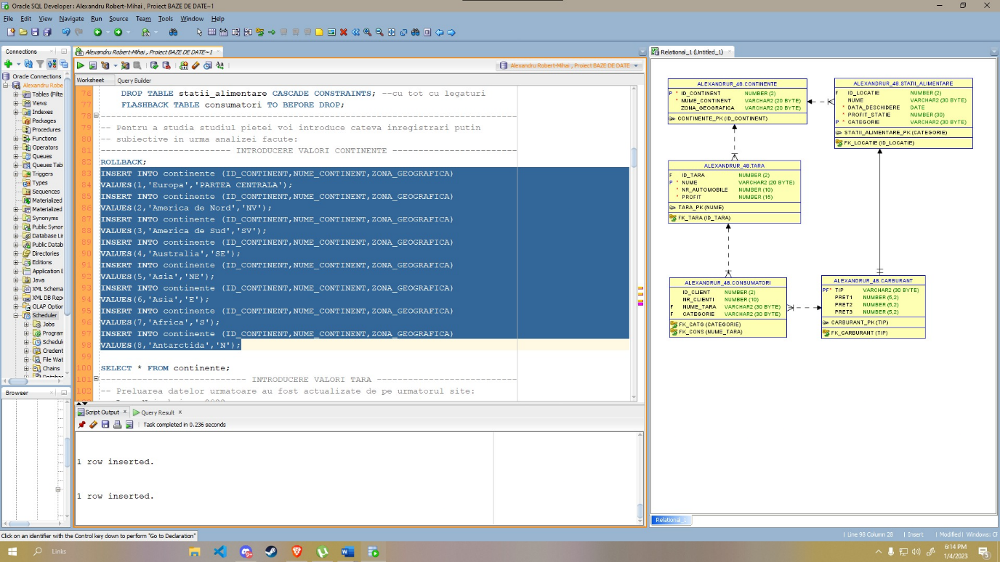 Oracle SQL Developer : Alexandru Robert-Mihai , Proiect BAZE DE DATE~1
File Edit View Navigate Run Source Team Tools Window Help
Connections
Oracle Connections
Alexandru Ro
Tables (Filte
Views
Indexes
Packages
Procedures
Functions
Operators
Queues
Queues Tab
Triggers
Types
Sequences
Materialized
Materialized
Synonyms
Public Synon
Database Lin
Public Datab
Directories
Editions
Application E
Java
XML Schema
XML DB Repo
OLAP Option
Scheduler
Jobs
Program
Schedul
Credent
File Wat
Chains
Browser
Alexandru Robert-Mihai , Proiect BAZE DE DATE~1
Alexandru Robert-Mihai , Proiect BAZE DE DATE
Worksheet Query Builder
76 DROP TABLE statii_alimentare CASCADE CONSTRAINTS; --cu tot cu legaturi
77 FLASHBACK TABLE consumatori TO BEFORE DROP;
78 --------------------------------------------------------------------------------
79 -- Pentru a studia studiul pietei voi introduce cateva inregistrari putin
80 -- subiective in urma analizei facute:
81 ------------------------- INTRODUCERE VALORI CONTINENTE ------------------------
82 ROLLBACK;
83 INSERT INTO continente (ID_CONTINENT,NUME_CONTINENT,ZONA_GEOGRAFICA)
84 VALUES(1,'Europa','PARTEA CENTRALA');
85 INSERT INTO continente (ID_CONTINENT,NUME_CONTINENT,ZONA_GEOGRAFICA)
86 VALUES(2,'America de Nord','NV');
87 INSERT INTO continente (ID_CONTINENT,NUME_CONTINENT,ZONA_GEOGRAFICA)
88 VALUES(3,'America de Sud','SV');
89 INSERT INTO continente (ID_CONTINENT,NUME_CONTINENT,ZONA_GEOGRAFICA)
90 VALUES(4,'Australia','SE');
91 INSERT INTO continente (ID_CONTINENT,NUME_CONTINENT,ZONA_GEOGRAFICA)
92 VALUES(5,'Asia','NE');
93 INSERT INTO continente (ID_CONTINENT,NUME_CONTINENT,ZONA_GEOGRAFICA)
94 VALUES(6,'Asia','E');
95 INSERT INTO continente (ID_CONTINENT,NUME_CONTINENT,ZONA_GEOGRAFICA)
96 VALUES(7,'Africa','S');
97 INSERT INTO continente (ID_CONTINENT,NUME_CONTINENT,ZONA_GEOGRAFICA)
98 VALUES(8,'Antarctida','N');
99
100 SELECT * FROM continente;
101 ---------------------------- INTRODUCERE VALORI TARA ---------------------------
102 -- Preluarea datelor urmatoare au fost actualizate de pe urmatorul site:
Script Output Query Result
Task completed in 0.236 seconds
1 row inserted.
1 row inserted.
Relational_1 (Untitled_1)
ALEXANDRUR_48.CONTINENTE
P * ID_CONTINENT NUMBER (2)
* NUME_CONTINENT VARCHAR2 (20 BYTE)
ZONA_GEOGRAFICA VARCHAR2 (20 BYTE)
CONTINENTE_PK (ID_CONTINENT)
ALEXANDRUR_48.STATII_ALIMENTARE
F ID_LOCATIE NUMBER (2)
NUME VARCHAR2 (30 BYTE)
* DATA_DESCHIDERE DATE
* PROFIT_STATIE NUMBER (30)
P * CATEGORIE VARCHAR2 (30 BYTE)
STATII_ALIMENTARE_PK (CATEGORIE)
FK_LOCATIE (ID_LOCATIE)
ALEXANDRUR_48.TARA
F ID_TARA NUMBER (2)
P * NUME VARCHAR2 (20 BYTE)
* NR_AUTOMOBILE NUMBER (10)
* PROFIT NUMBER (15)
TARA_PK (NUME)
FK_TARA (ID_TARA)
ALEXANDRUR_48.CONSUMATORI
ID_CLIENT NUMBER (2)
NR_CLIENTI NUMBER (10)
F NUME_TARA VARCHAR2 (30 BYTE)
F CATEGORIE VARCHAR2 (30 BYTE)
FK_CATG (CATEGORIE)
FK_CONS (NUME_TARA)
ALEXANDRUR_48.CARBURANT
PF* TIP VARCHAR2 (30 BYTE)
PRET1 NUMBER (5,2)
PRET2 NUMBER (5,2)
PRET3 NUMBER (5,2)
CARBURANT_PK (TIP)
FK_CARBURANT (TIP)
Relational_1
Click on an identifier with the Control key down to perform "Go to Declaration"
Line 98 Column 28 Insert Modified Windows: C
Links
6:14 PM
1/4/2023
5